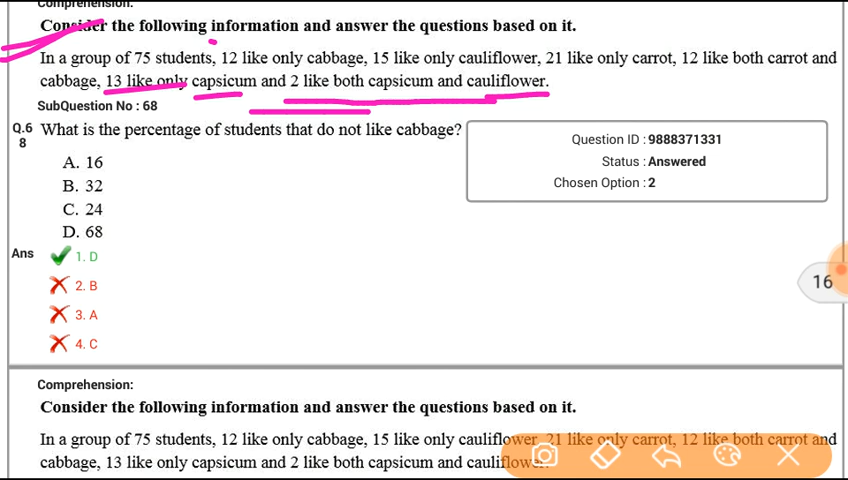 Comprehension:
Consider the following information and answer the questions based on it.
In a group of 75 students, 12 like only cabbage, 15 like only cauliflower, 21 like only carrot, 12 like both carrot and
cabbage, 13 like only capsicum and 2 like both capsicum and cauliflower.
SubQuestion No : 68
Q.6
8
What is the percentage of students that do not like cabbage?
A. 16
B. 32
C. 24
D. 68
Question ID : 9888371331
Status : Answered
Chosen Option : 2
Ans
1. D
2. B
3. A
4. C
16
Comprehension:
Consider the following information and answer the questions based on it.
In a group of 75 students, 12 like only cabbage, 15 like only cauliflower, 21 like only carrot, 12 like both carrot and
cabbage, 13 like only capsicum and 2 like both capsicum and cauliflower.